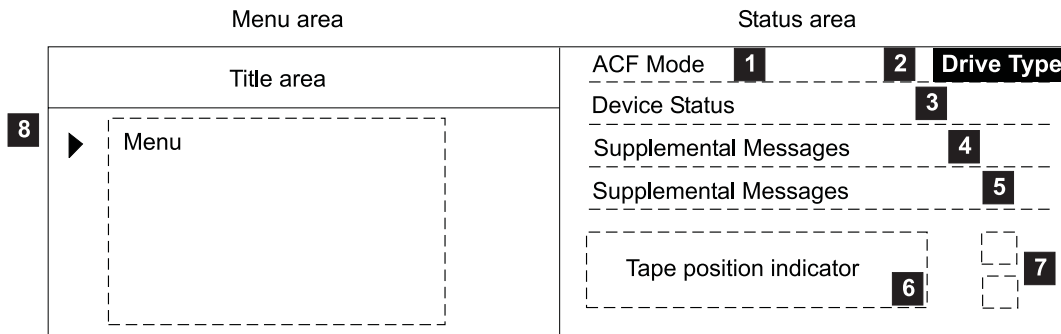 Menu area
Status area
Title area
8
Menu
ACF Mode 1 2 Drive Type
Device Status 3
Supplemental Messages 4
Supplemental Messages 5
Tape position indicator 6
7